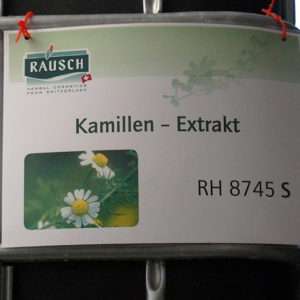 RAUSCH
HERBAL COSMETICS
FROM SWITZERLAND
Kamillen - Extrakt
RH 8745 S